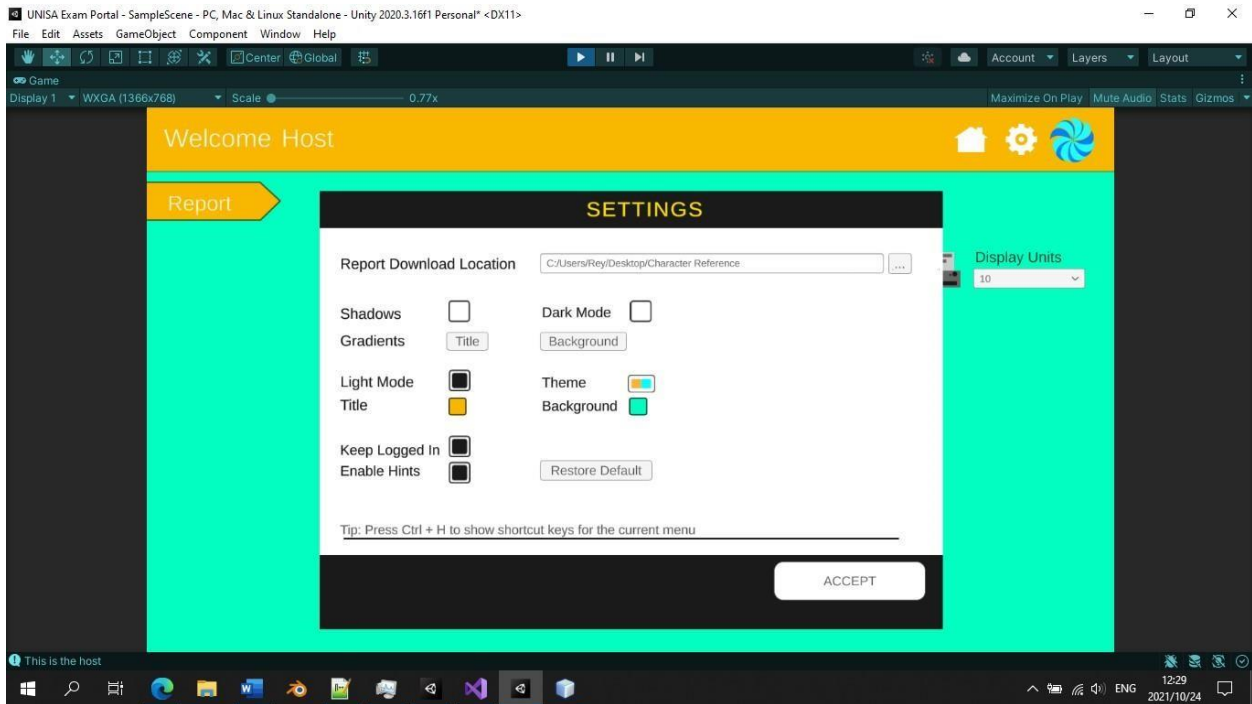 UNISA Exam Portal - SampleScene - PC, Mac & Linux Standalone - Unity 2020.3.16f1 Personal* <DX11>
File Edit Assets GameObject Component Window Help
Center Global Account Layers Layout
Game
Display 1 WXGA (1366x768) Scale 0.77x Maximize On Play Mute Audio Stats Gizmos
Welcome Host
Report
SETTINGS
Report Download Location C:/Users/Rey/Desktop/Character Reference ...
Display Units
10
Shadows Dark Mode
Gradients Title Background
Light Mode Theme
Title Background
Keep Logged In
Enable Hints Restore Default
Tip: Press Ctrl + H to show shortcut keys for the current menu
ACCEPT
This is the host
ENG 12:29
2021/10/24